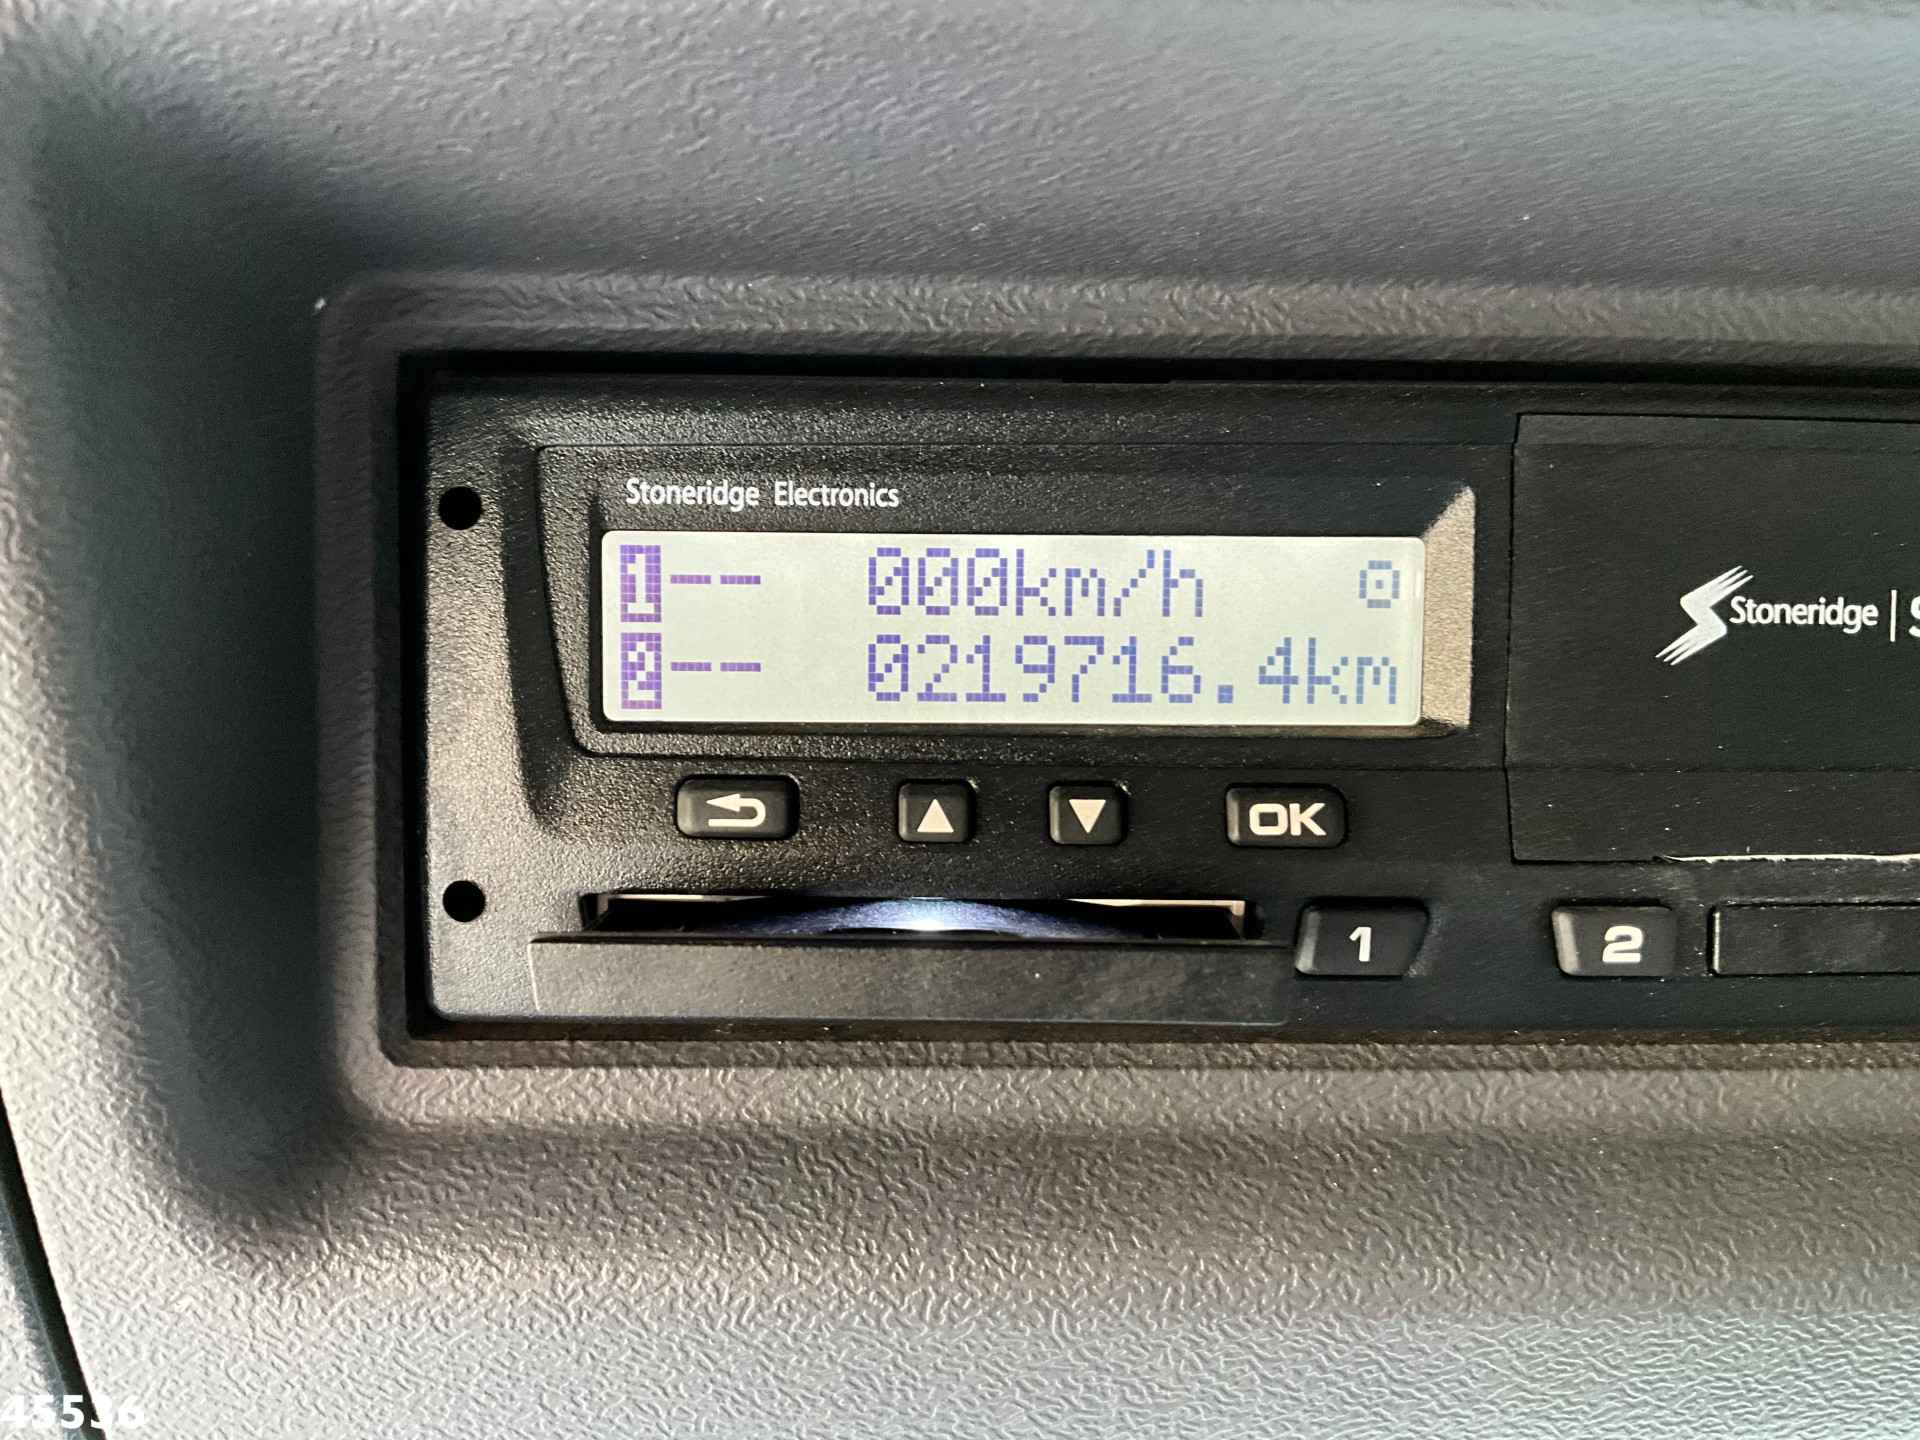 Stoneridge Electronics
1-- 000km/h
2-- 0219716.4km
Stoneridge |
OK
1
2
45536